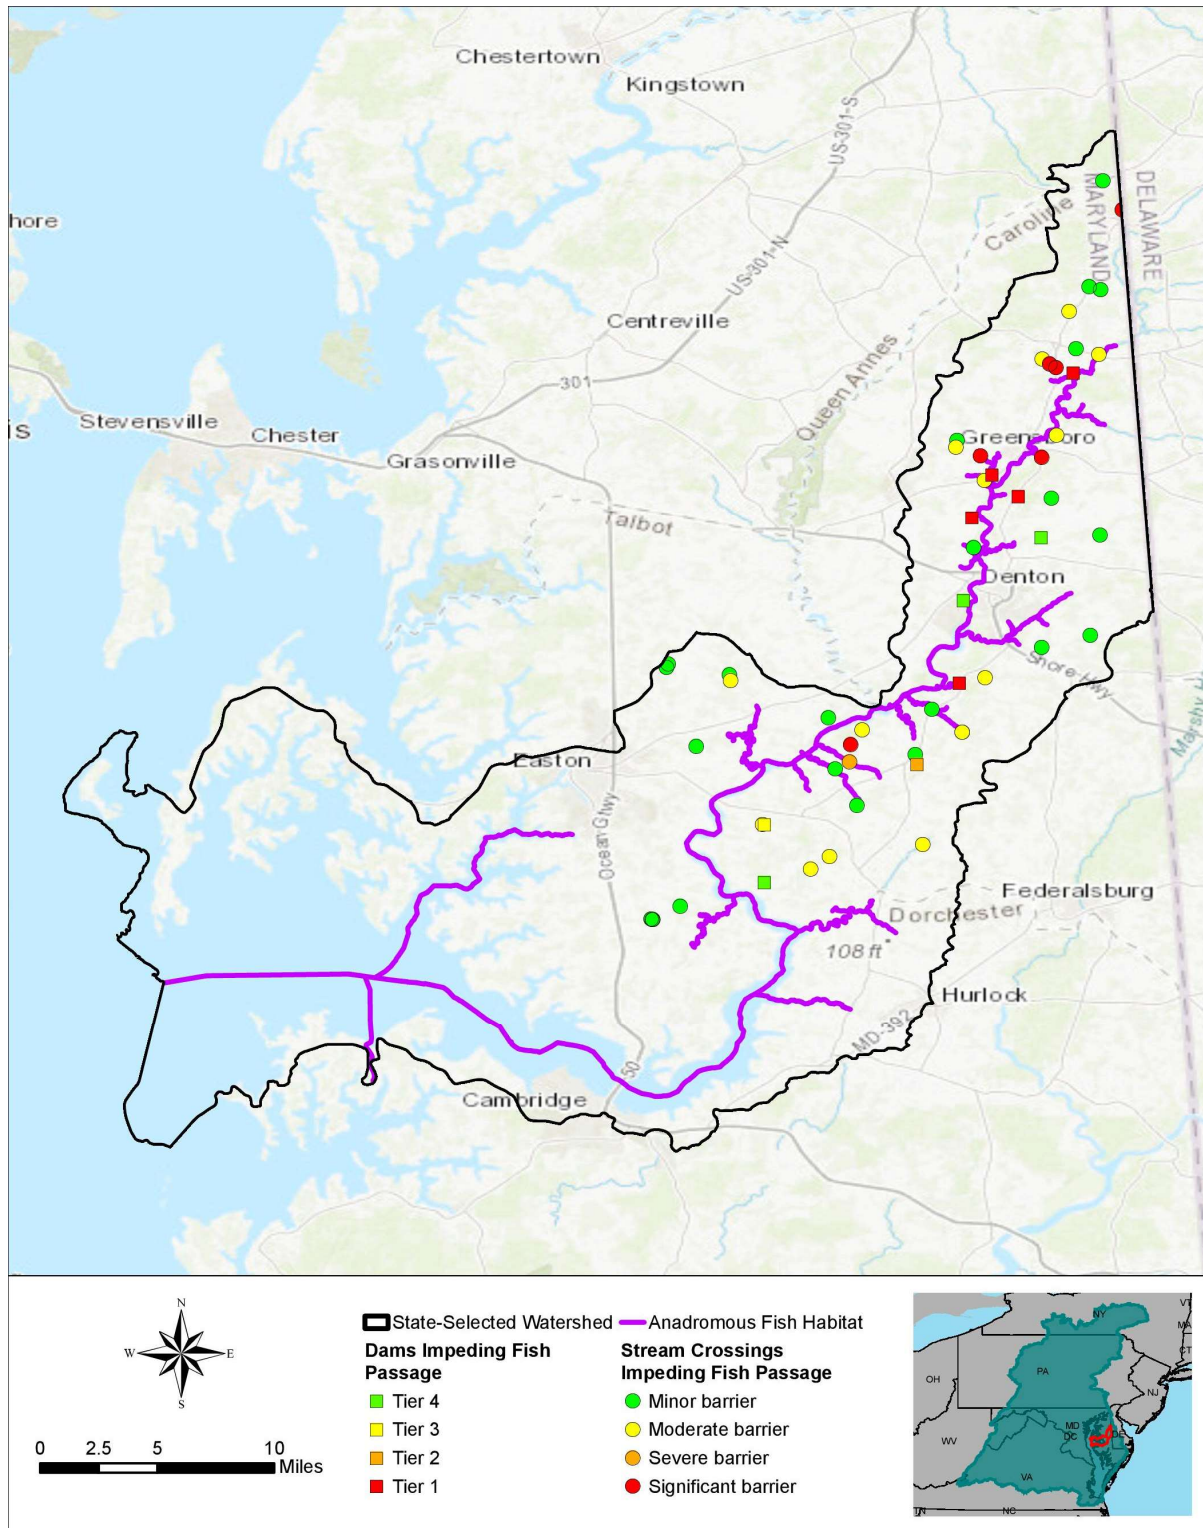 Chestertown
Kingstown
US-301-S
DELAWARE
MARYLAND
hore
Caroline
US-301-N
Centreville
Queen Annes
301
Stevensville
is
Chester
Greensboro
Grasonville
Talbot
Denton
Shore Hwy
Easton
Ocean Gtwy
Federalsburg
Dorchester
108 ft
Hurlock
MD-392
50
Cambridge
N
W E
S
0 2.5 5 10
Miles
State-Selected Watershed
Anadromous Fish Habitat
Dams Impeding Fish
Passage
Tier 4
Tier 3
Tier 2
Tier 1
Stream Crossings
Impeding Fish Passage
Minor barrier
Moderate barrier
Severe barrier
Significant barrier
NY
VT
MA
CT
PA
OH
NJ
MD
DC
DE
WV
VA
TN
NC